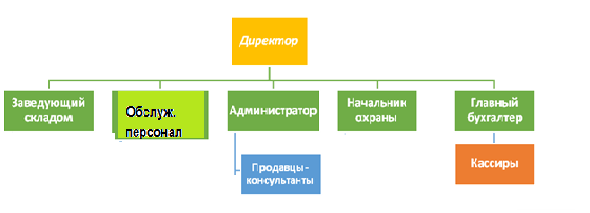 Директор
Заведующий
складом
Обслуж.
персонал
Администратор
Начальник
охраны
Главный
бухгалтер
Продавцы -
консультанты
Кассиры